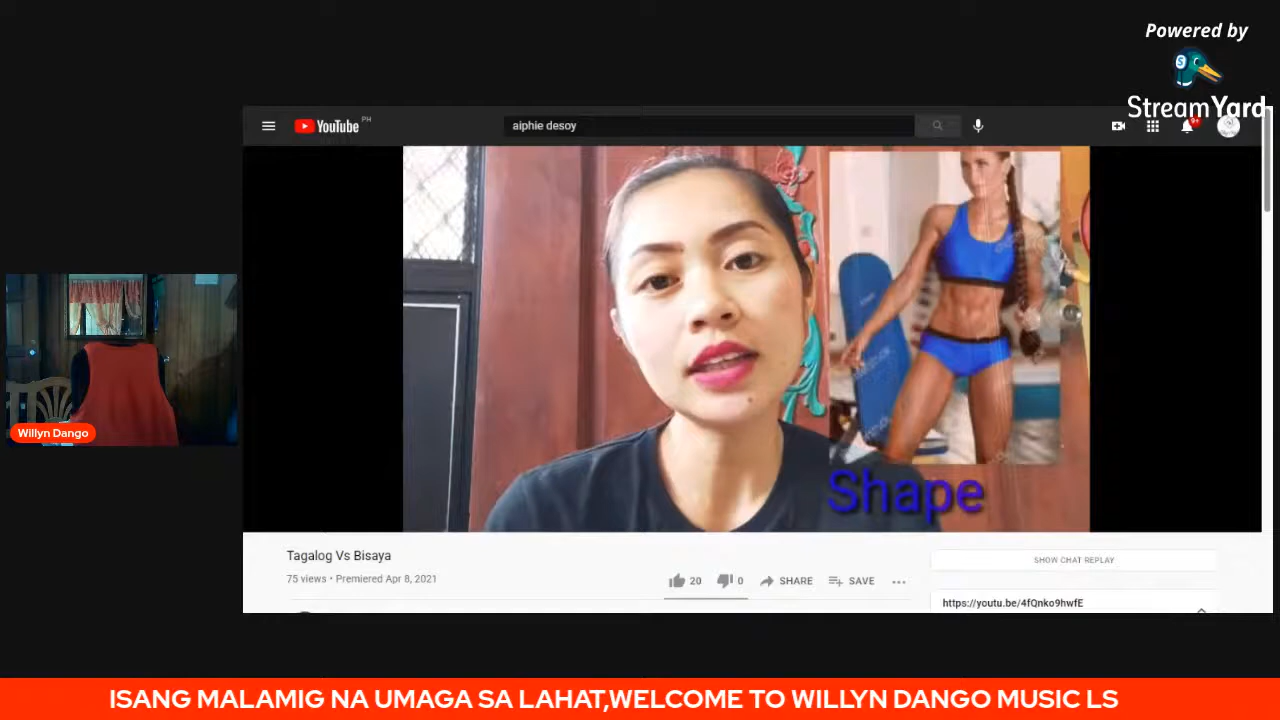 Powered by
StreamYard
YouTube PH
aiphie desoy
9+
Shape
Willyn Dango
Tagalog Vs Bisaya
75 views • Premiered Apr 8, 2021
20
0
SHARE
SAVE
SHOW CHAT REPLAY
https://youtu.be/4fQnko9hwfE
ISANG MALAMIG NA UMAGA SA LAHAT,WELCOME TO WILLYN DANGO MUSIC LS